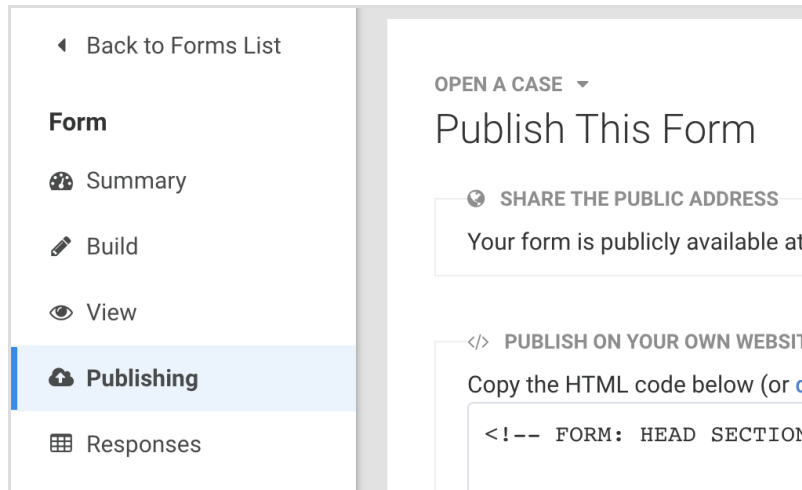 Back to Forms List
Form
Summary
Build
View
Publishing
Responses
OPEN A CASE
Publish This Form
SHARE THE PUBLIC ADDRESS
Your form is publicly available at
PUBLISH ON YOUR OWN WEBSIT
Copy the HTML code below (or
<!-- FORM: HEAD SECTION